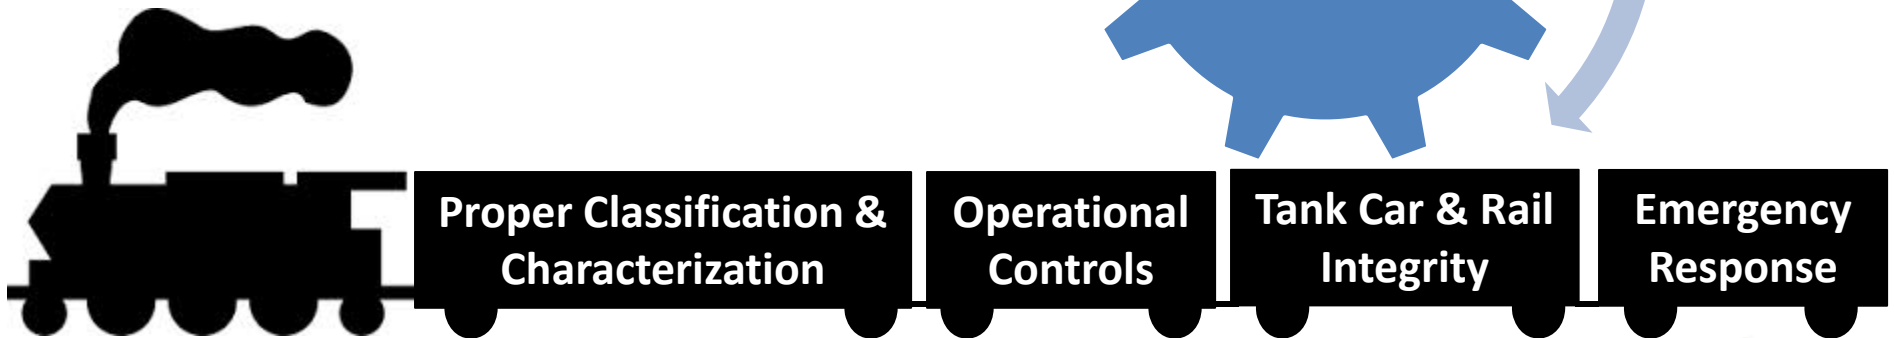 Proper Classification &
Characterization
Operational
Controls
Tank Car & Rail
Integrity
Emergency
Response